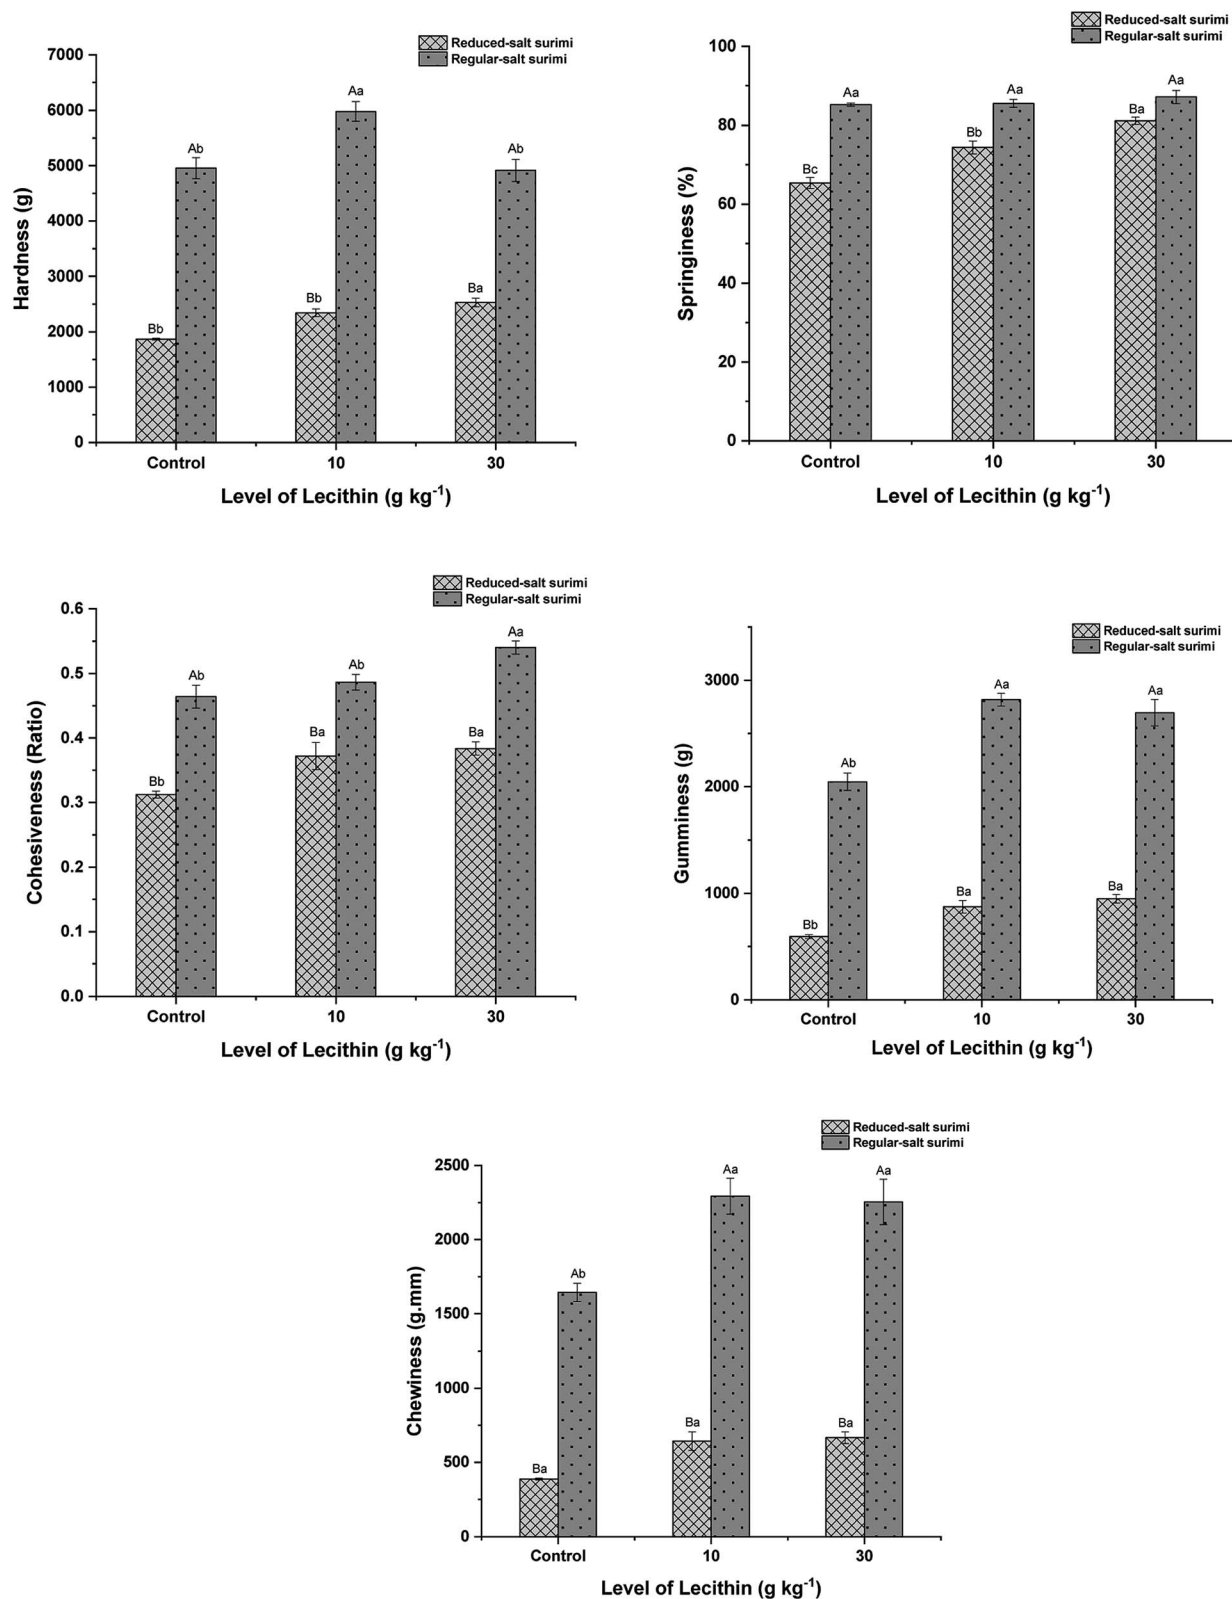 Reduced-salt surimi
Regular-salt surimi
7000
6000
5000
4000
3000
2000
1000
0
Hardness (g)
Bb
Ab
Bb
Aa
Ba
Ab
Control
10
30
Level of Lecithin (g kg⁻¹)
Reduced-salt surimi
Regular-salt surimi
100
80
60
40
20
0
Springiness (%)
Bc
Aa
Bb
Aa
Ba
Aa
Control
10
30
Level of Lecithin (g kg⁻¹)
Reduced-salt surimi
Regular-salt surimi
0.6
0.5
0.4
0.3
0.2
0.1
0.0
Cohesiveness (Ratio)
Bb
Ab
Ba
Ab
Ba
Aa
Control
10
30
Level of Lecithin (g kg⁻¹)
Reduced-salt surimi
Regular-salt surimi
3000
2000
1000
0
Gumminess (g)
Bb
Ab
Ba
Aa
Ba
Aa
Control
10
30
Level of Lecithin (g kg⁻¹)
Reduced-salt surimi
Regular-salt surimi
2500
2000
1500
1000
500
0
Chewiness (g.mm)
Ba
Ab
Ba
Aa
Ba
Aa
Control
10
30
Level of Lecithin (g kg⁻¹)